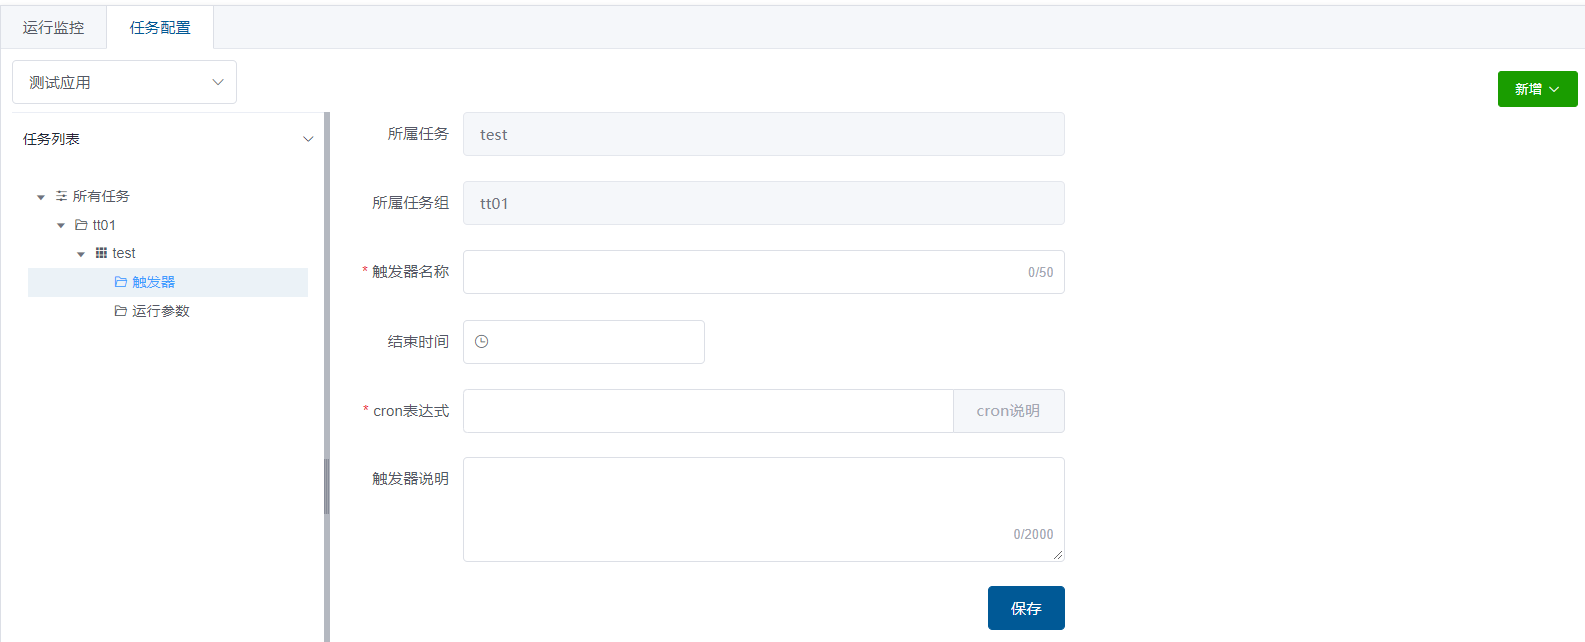 运行监控 任务配置
测试应用
新增
任务列表
所有任务
tt01
test
触发器
运行参数
所属任务 test
所属任务组 tt01
* 触发器名称 0/50
结束时间
* cron表达式 cron说明
触发器说明
0/2000
保存